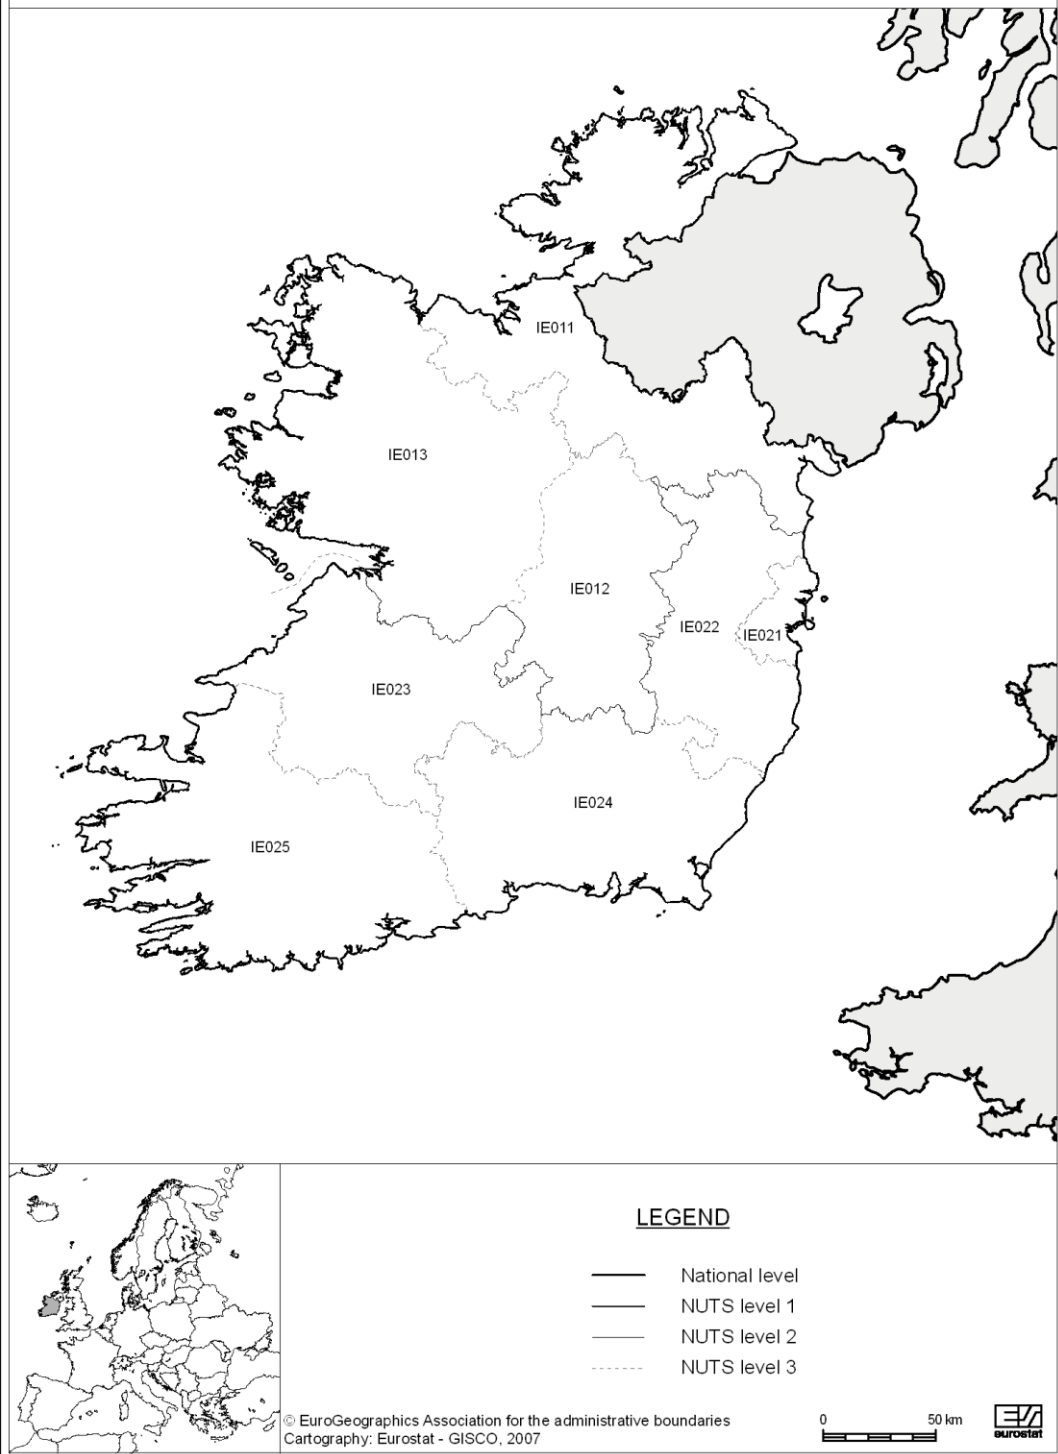 IE011
IE013
IE012
IE022
IE021
IE023
IE024
IE025
LEGEND
National level
NUTS level 1
NUTS level 2
NUTS level 3
© EuroGeographics Association for the administrative boundaries
Cartography: Eurostat - GISCO, 2007
0 50 km
eurostat